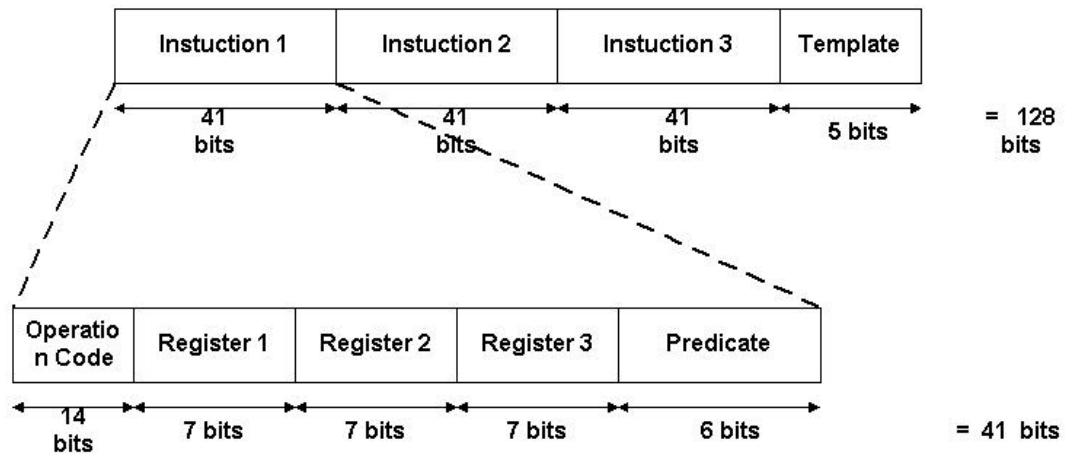 Instuction 1 Instuction 2 Instuction 3 Template
41 bits 41 bits 41 bits 5 bits = 128 bits
Operatio
n Code Register 1 Register 2 Register 3 Predicate
14 bits 7 bits 7 bits 7 bits 6 bits = 41 bits